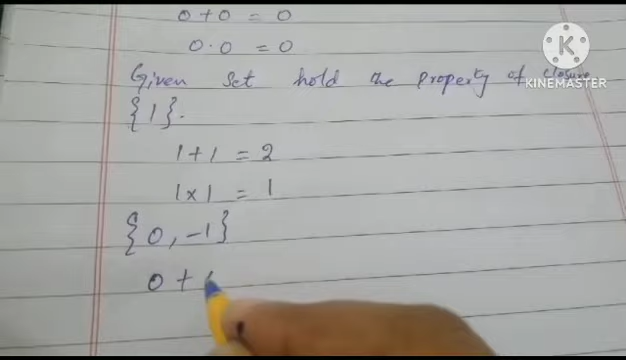 0 + 0 = 0
0 · 0 = 0
Given set hold the property of closure
{1}.
1 + 1 = 2
1 x 1 = 1
{0, -1}
0 +
K
KINEMASTER